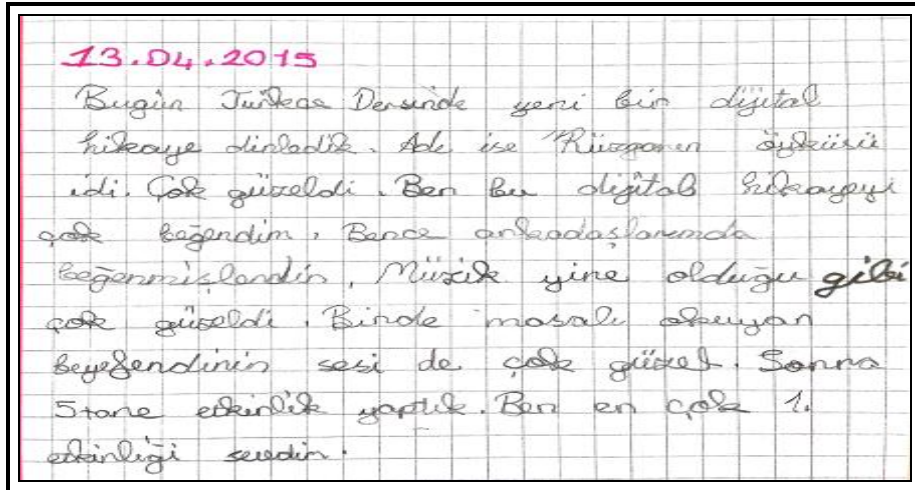 13.04.2015
Bugün Türkçe Dersinde yeni bir dijital
hikaye dinledik. Adı ise Rüzgarın öyküsü
idi. Çok güzeldi. Ben bu dijital hikayeyi
çok beğendim. Bence arkadaşlarımda
beğenmişlerdir. Müzik yine olduğu gibi
çok güzeldi. Birde masalı okuyan
beyefendinin sesi de çok güzel. Sonra
5 tane etkinlik yaptık. Ben en çok 1.
etkinliği sevdim.